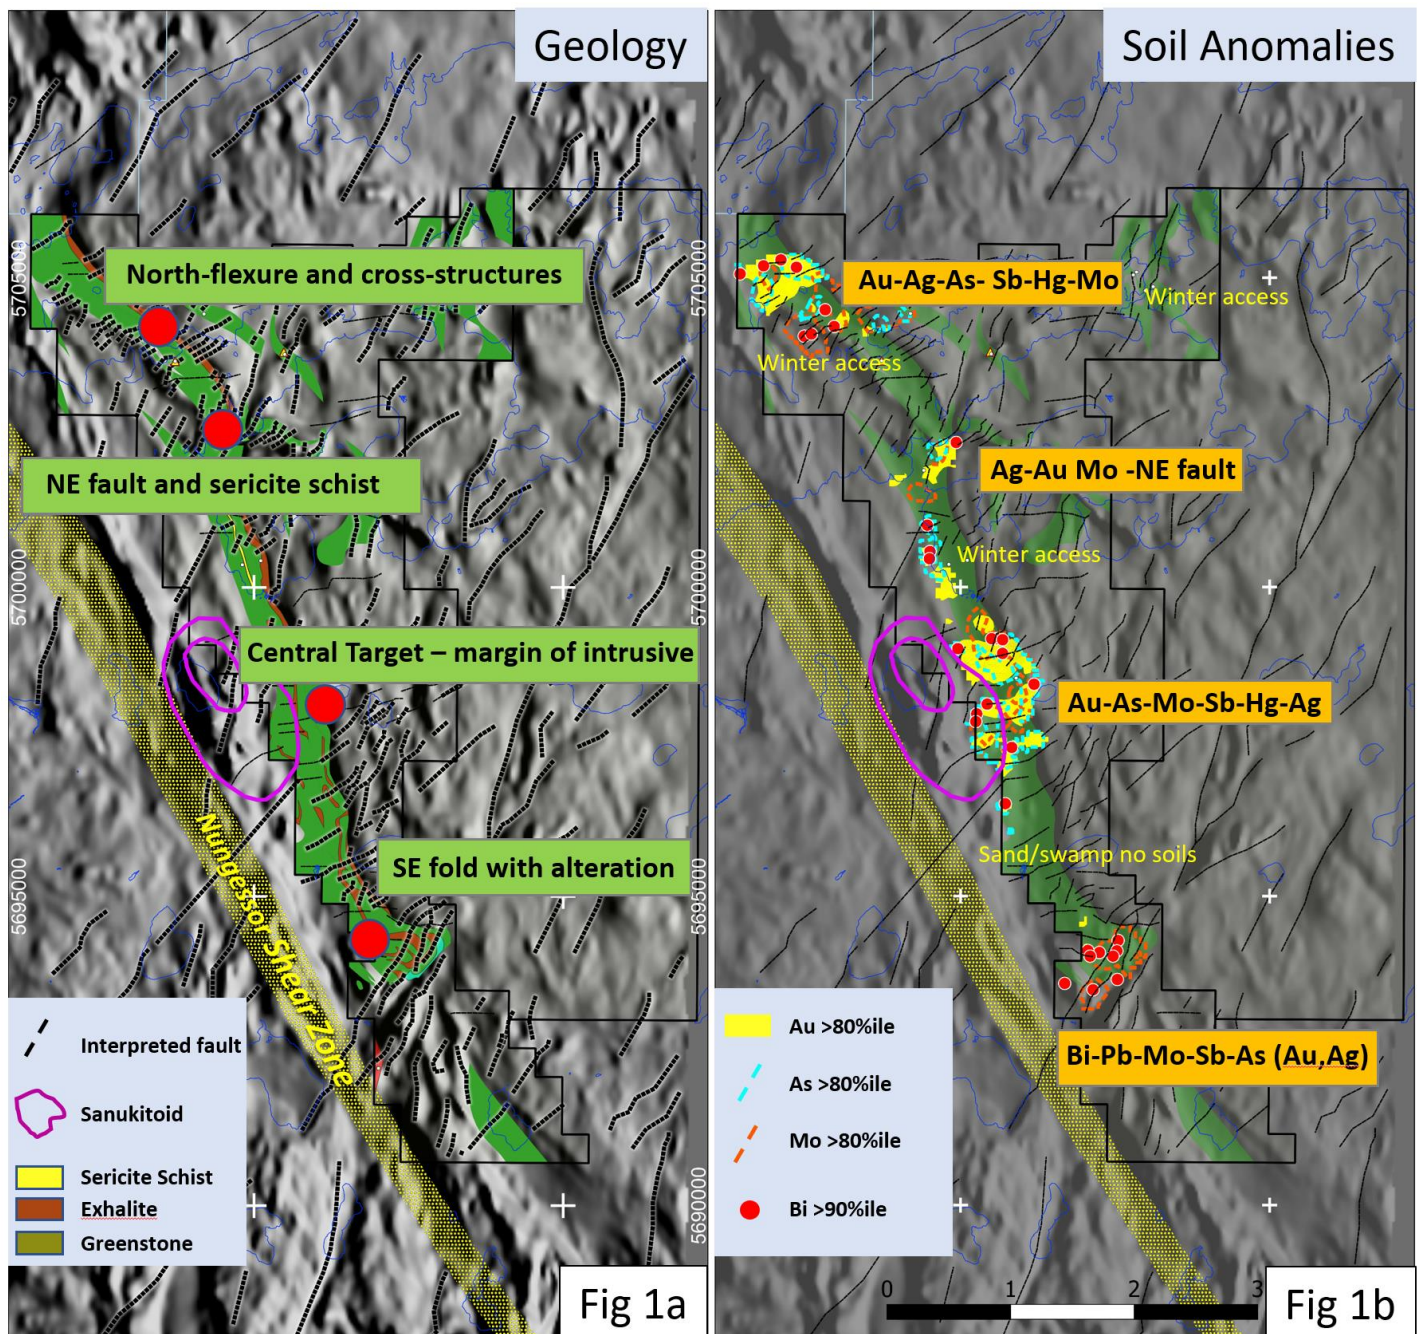 Geology
5705000
North-flexure and cross-structures
NE fault and sericite schist
5700000
Central Target – margin of intrusive
SE fold with alteration
5695000
Nungessor Shear Zone
Interpreted fault
Sanukitoid
Sericite Schist
Exhalite
Greenstone
Fig 1a
Soil Anomalies
5705000
Au-Ag-As- Sb-Hg-Mo
Winter access
Winter access
Ag-Au Mo -NE fault
5700000
Winter access
Au-As-Mo-Sb-Hg-Ag
Sand/swamp no soils
5695000
Bi-Pb-Mo-Sb-As (Au,Ag)
5690000
Au >80%ile
As >80%ile
Mo >80%ile
Bi >90%ile
0 1 2 3
Fig 1b